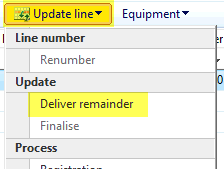 Update line Equipment
Line number
Renumber
Update
Deliver remainder
Finalise
Process